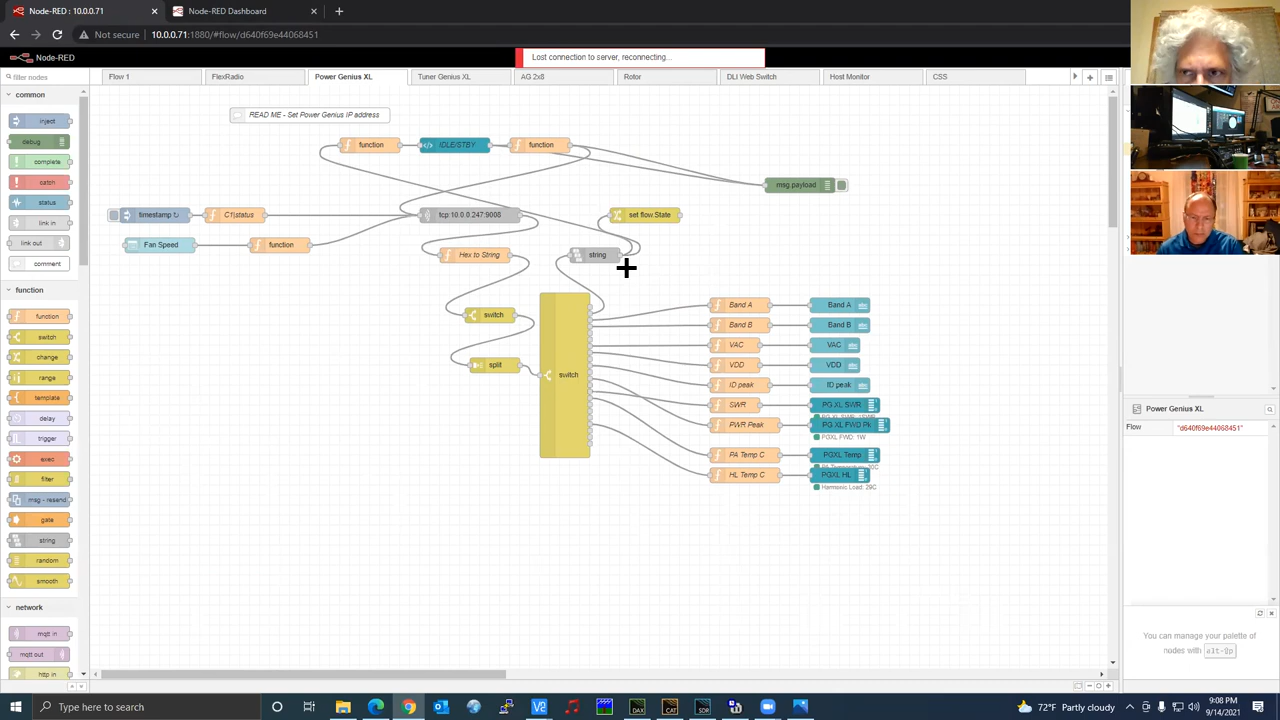 Node-RED
Node-RED
10.0.0.71:1880/#flow/d640f69e44068451
Node-RED
Lost connection to server, reconnecting...
filter nodes
Flow 1
FlexRadio
Power Genius XL
Tuner Genius XL
AG 2x8
Rotor
DLI Web Switch
Host Monitor
CSS
common
inject
debug
complete
catch
status
link in
link out
comment
function
function
switch
change
range
template
delay
trigger
exec
filter
msg - resend
gate
string
random
smooth
network
mqtt in
mqtt out
http in
READ ME - Set Power Genius IP address
function
IDLE/STBY
function
msg.payload
timestamp ↻
C1|status
tcp:10.0.0.247:9008
set flow.State
Fan Speed
function
Hex to String
string
switch
split
switch
Band A
Band A
Band B
Band B
VAC
VAC
VDD
VDD
ID peak
ID peak
SWR
PG XL SWR
PWR Peak
PG XL FWD Pk
PGXL FWD: 1W
PA Temp C
PGXL Temp
HL Temp C
PGXL HL
Harmonic Load: 29C
Power Genius XL
Flow
"d640f69e44068451"
You can manage your palette of
nodes with alt-⇧p
Type here to search
DAX
CAT
SDR
72°F Partly cloudy
9:08 PM
9/14/2021